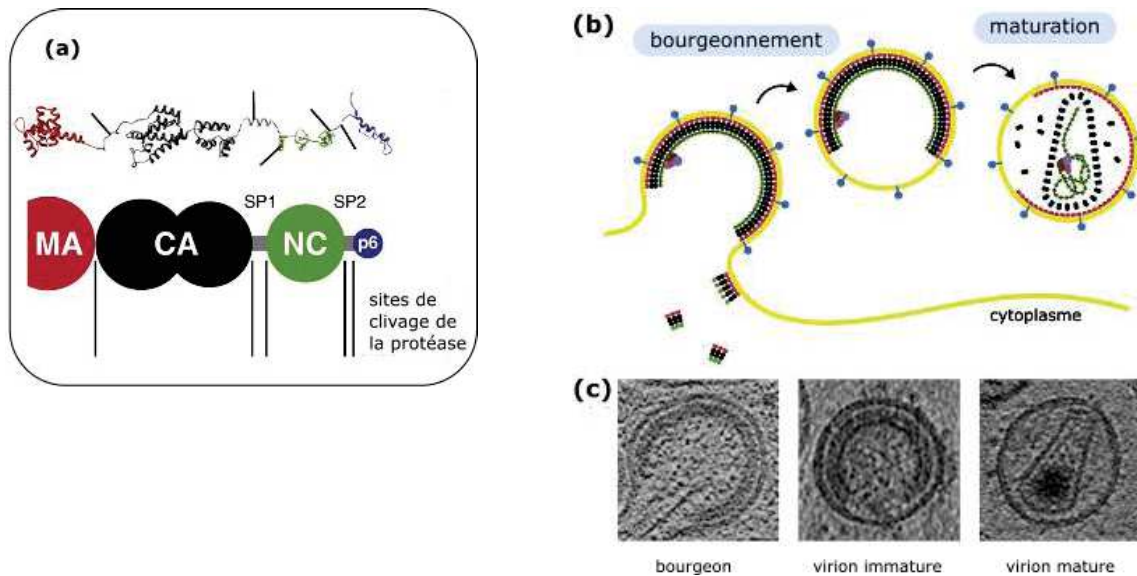 (a)
SP1
SP2
MA
CA
NC
p6
sites de
clivage de
la protéase
(b)
bourgeonnement
maturation
cytoplasme
(c)
bourgeon
virion immature
virion mature